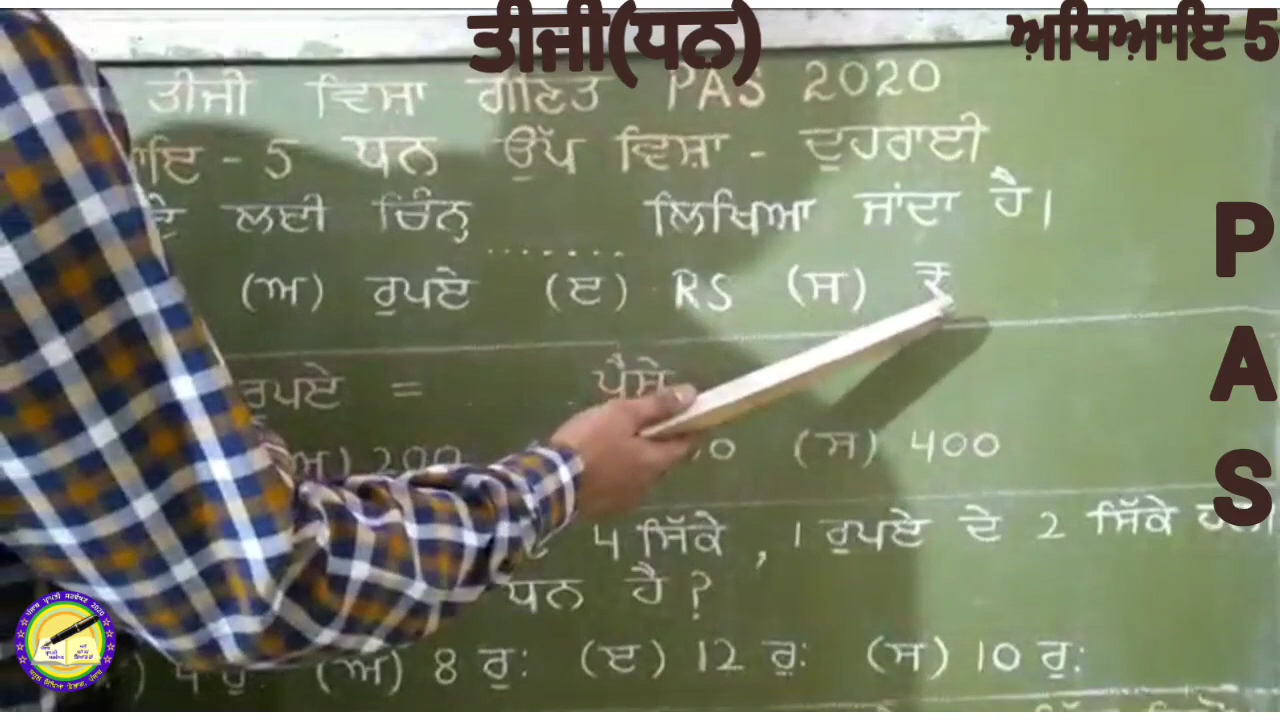 ਤੀਜੀ(ਧਨ)
ਅਧਿਆਇ 5
ਤੀਜੀ ਵਿਸ਼ਾ ਗਣਿਤ PAS 2020
ਾਇ - 5 ਧਨ ਉੱਪ ਵਿਸ਼ਾ - ਦੁਹਰਾਈ
ਲਈ ਚਿੰਨ੍ਹ ........ ਲਿਖਿਆ ਜਾਂਦਾ ਹੈ।
(ਅ) ਰੁਪਏ (ੲ) RS (ਸ) ₹
ਰੁਪਏ = ਪੈਸੇ
ਅ) 200 (ਸ) 400
4 ਸਿੱਕੇ , 1 ਰੁਪਏ ਦੇ 2 ਸਿੱਕੇ
ਧਨ ਹੈ?
(ਅ) 8 ਰੁ: (ੲ) 12 ਰੁ: (ਸ) 10 ਰੁ:
P
A
S